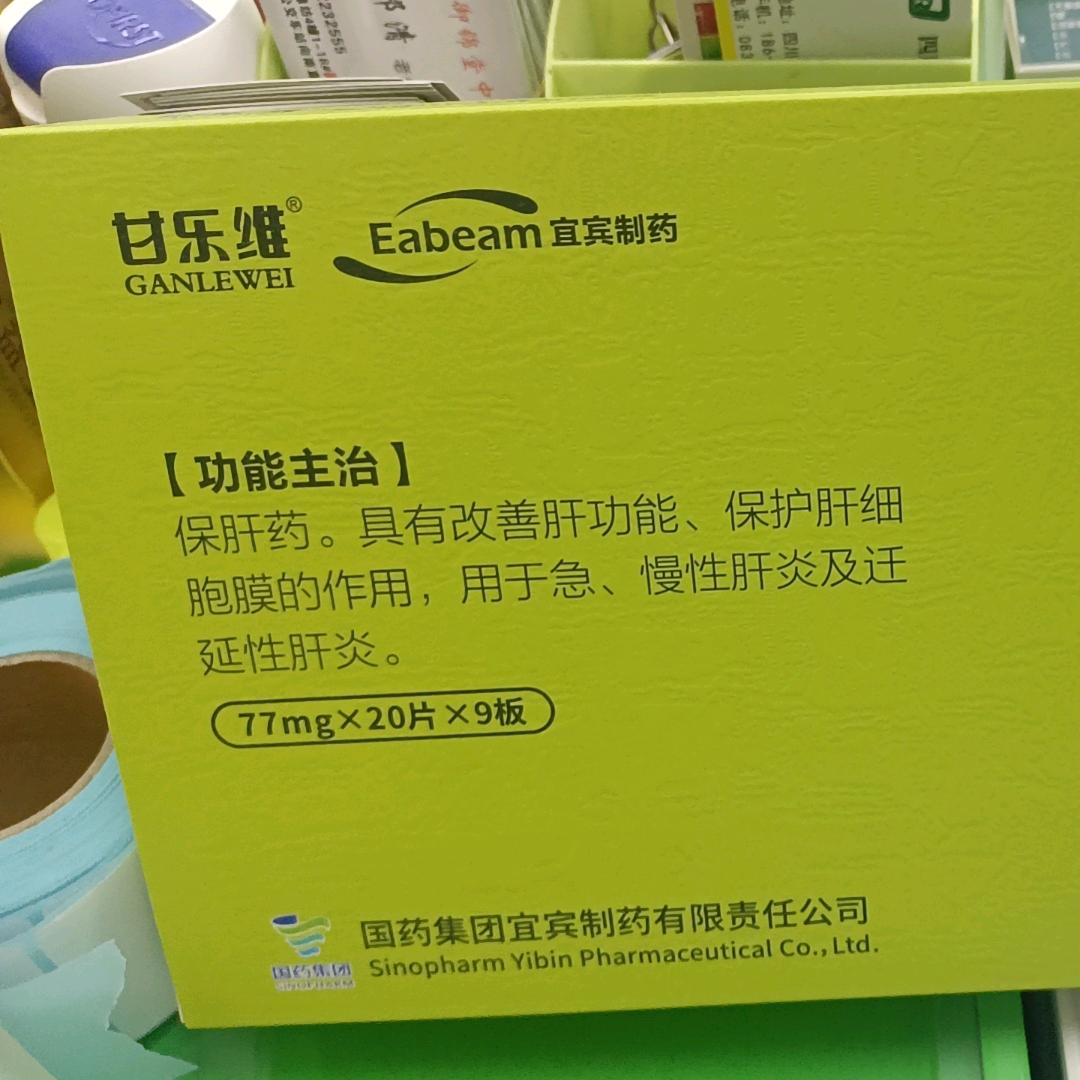 甘乐维®
GANLEWEI
Eabeam 宜宾制药
【功能主治】
保肝药。具有改善肝功能、保护肝细
胞膜的作用，用于急、慢性肝炎及迁
延性肝炎。
77mg×20片×9板
国药集团
SINOPHARM
国药集团宜宾制药有限责任公司
Sinopharm Yibin Pharmaceutical Co.,Ltd.